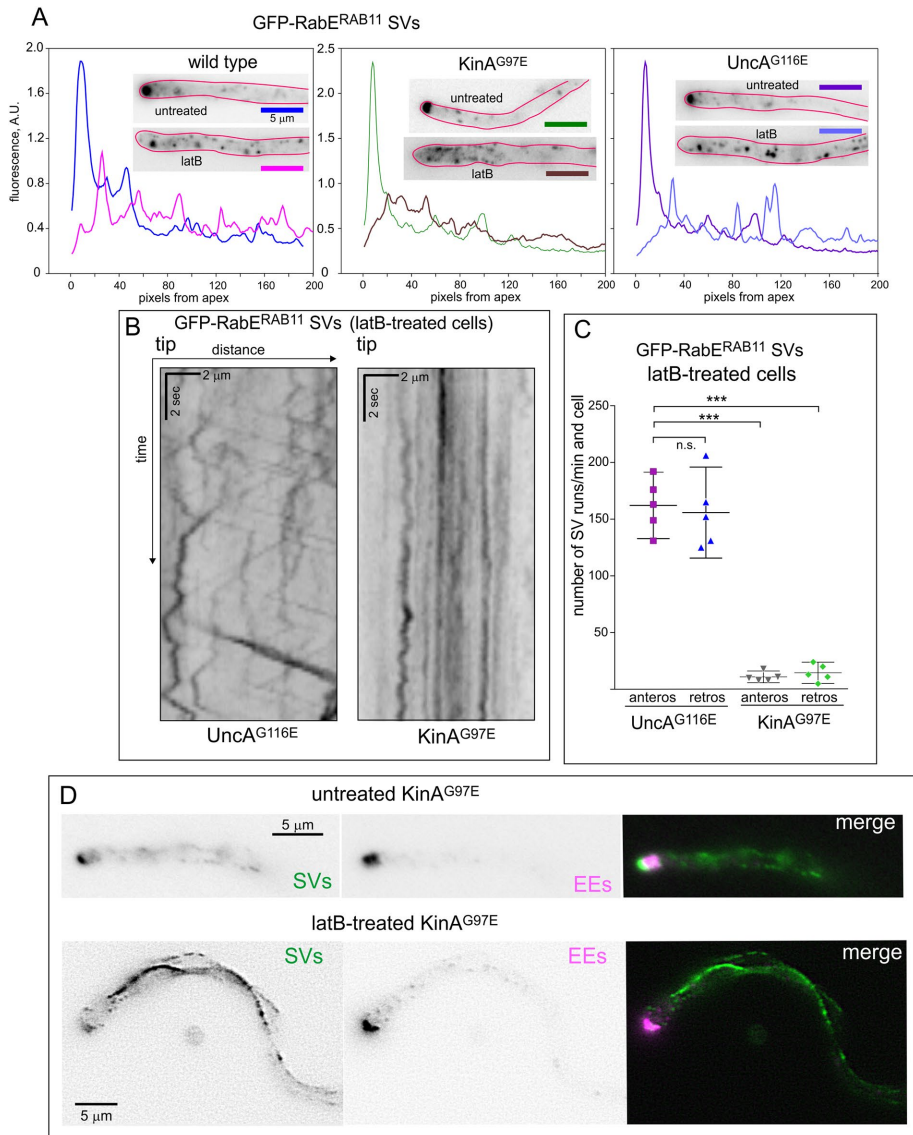 A
GFP-RabE^RAB11 SVs
fluorescence, A.U.
2.0
1.6
1.2
0.8
0.4
0
wild type
untreated
5 μm
latB
0 40 80 120 160 200
pixels from apex
2.5
2.0
1.5
1.0
0.5
0
KinA^G97E
untreated
latB
0 40 80 120 160 200
pixels from apex
UncA^G116E
untreated
latB
0 40 80 120 160 200
pixels from apex
B
GFP-RabE^RAB11 SVs (latB-treated cells)
tip
distance
tip
time
2 μm
2 sec
2 μm
2 sec
UncA^G116E
KinA^G97E
C
GFP-RabE^RAB11 SVs
latB-treated cells
number of SV runs/min and cell
250
200
150
100
50
***
***
n.s.
anteros retros anteros retros
UncA^G116E KinA^G97E
D
untreated KinA^G97E
5 μm
SVs
EEs
merge
latB-treated KinA^G97E
SVs
EEs
merge
5 μm